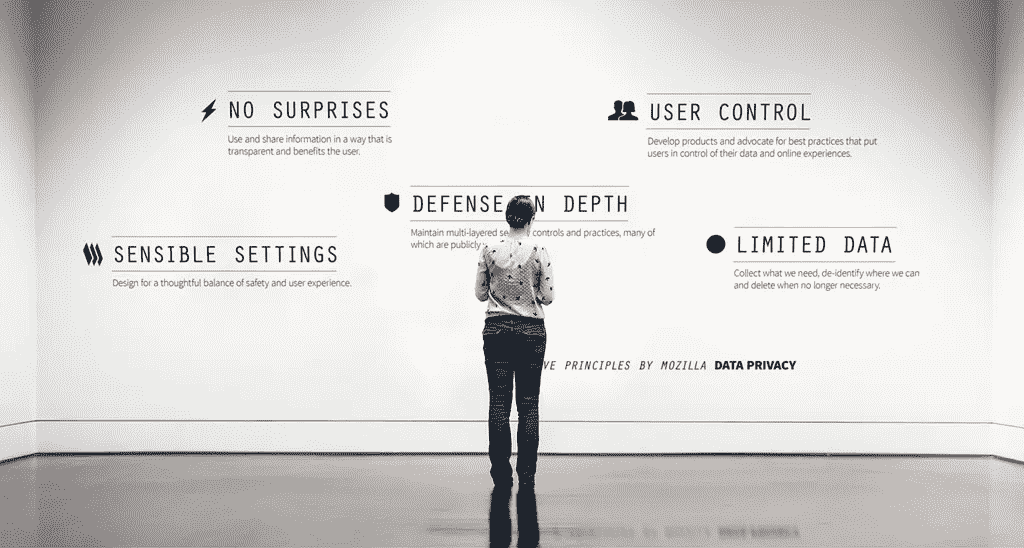 NO SURPRISES
Use and share information in a way that is
transparent and benefits the user.
USER CONTROL
Develop products and advocate for best practices that put
users in control of their data and online experiences.
DEFENSE DEPTH
Maintain multi-layered controls and practices, many of
which are publicly
SENSIBLE SETTINGS
Design for a thoughtful balance of safety and user experience.
LIMITED DATA
Collect what we need, de-identify where we can
and delete when no longer necessary.
PRINCIPLES BY MOZILLA DATA PRIVACY